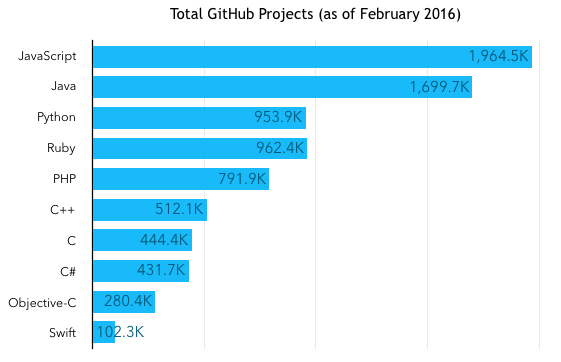 Total GitHub Projects (as of February 2016)
JavaScript 1,964.5K
Java 1,699.7K
Python 953.9K
Ruby 962.4K
PHP 791.9K
C++ 512.1K
C 444.4K
C# 431.7K
Objective-C 280.4K
Swift 102.3K